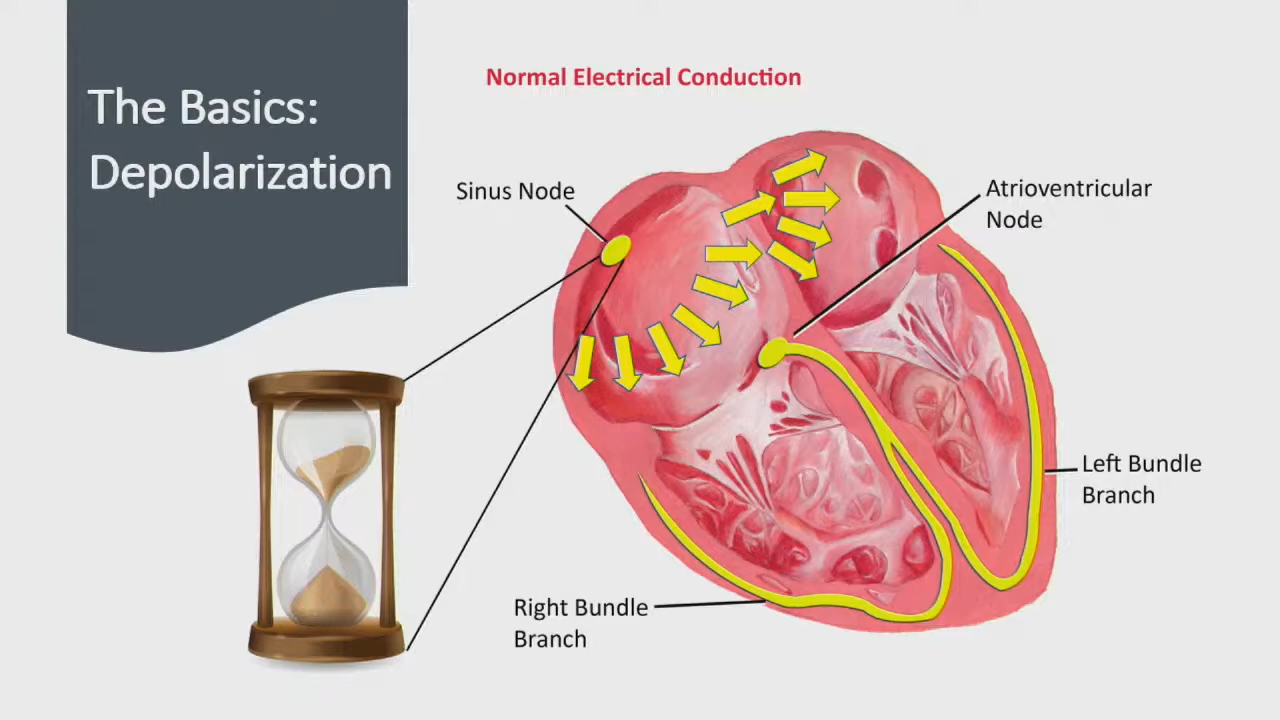 The Basics:
Depolarization
Normal Electrical Conduction
Sinus Node
Atrioventricular
Node
Left Bundle
Branch
Right Bundle
Branch